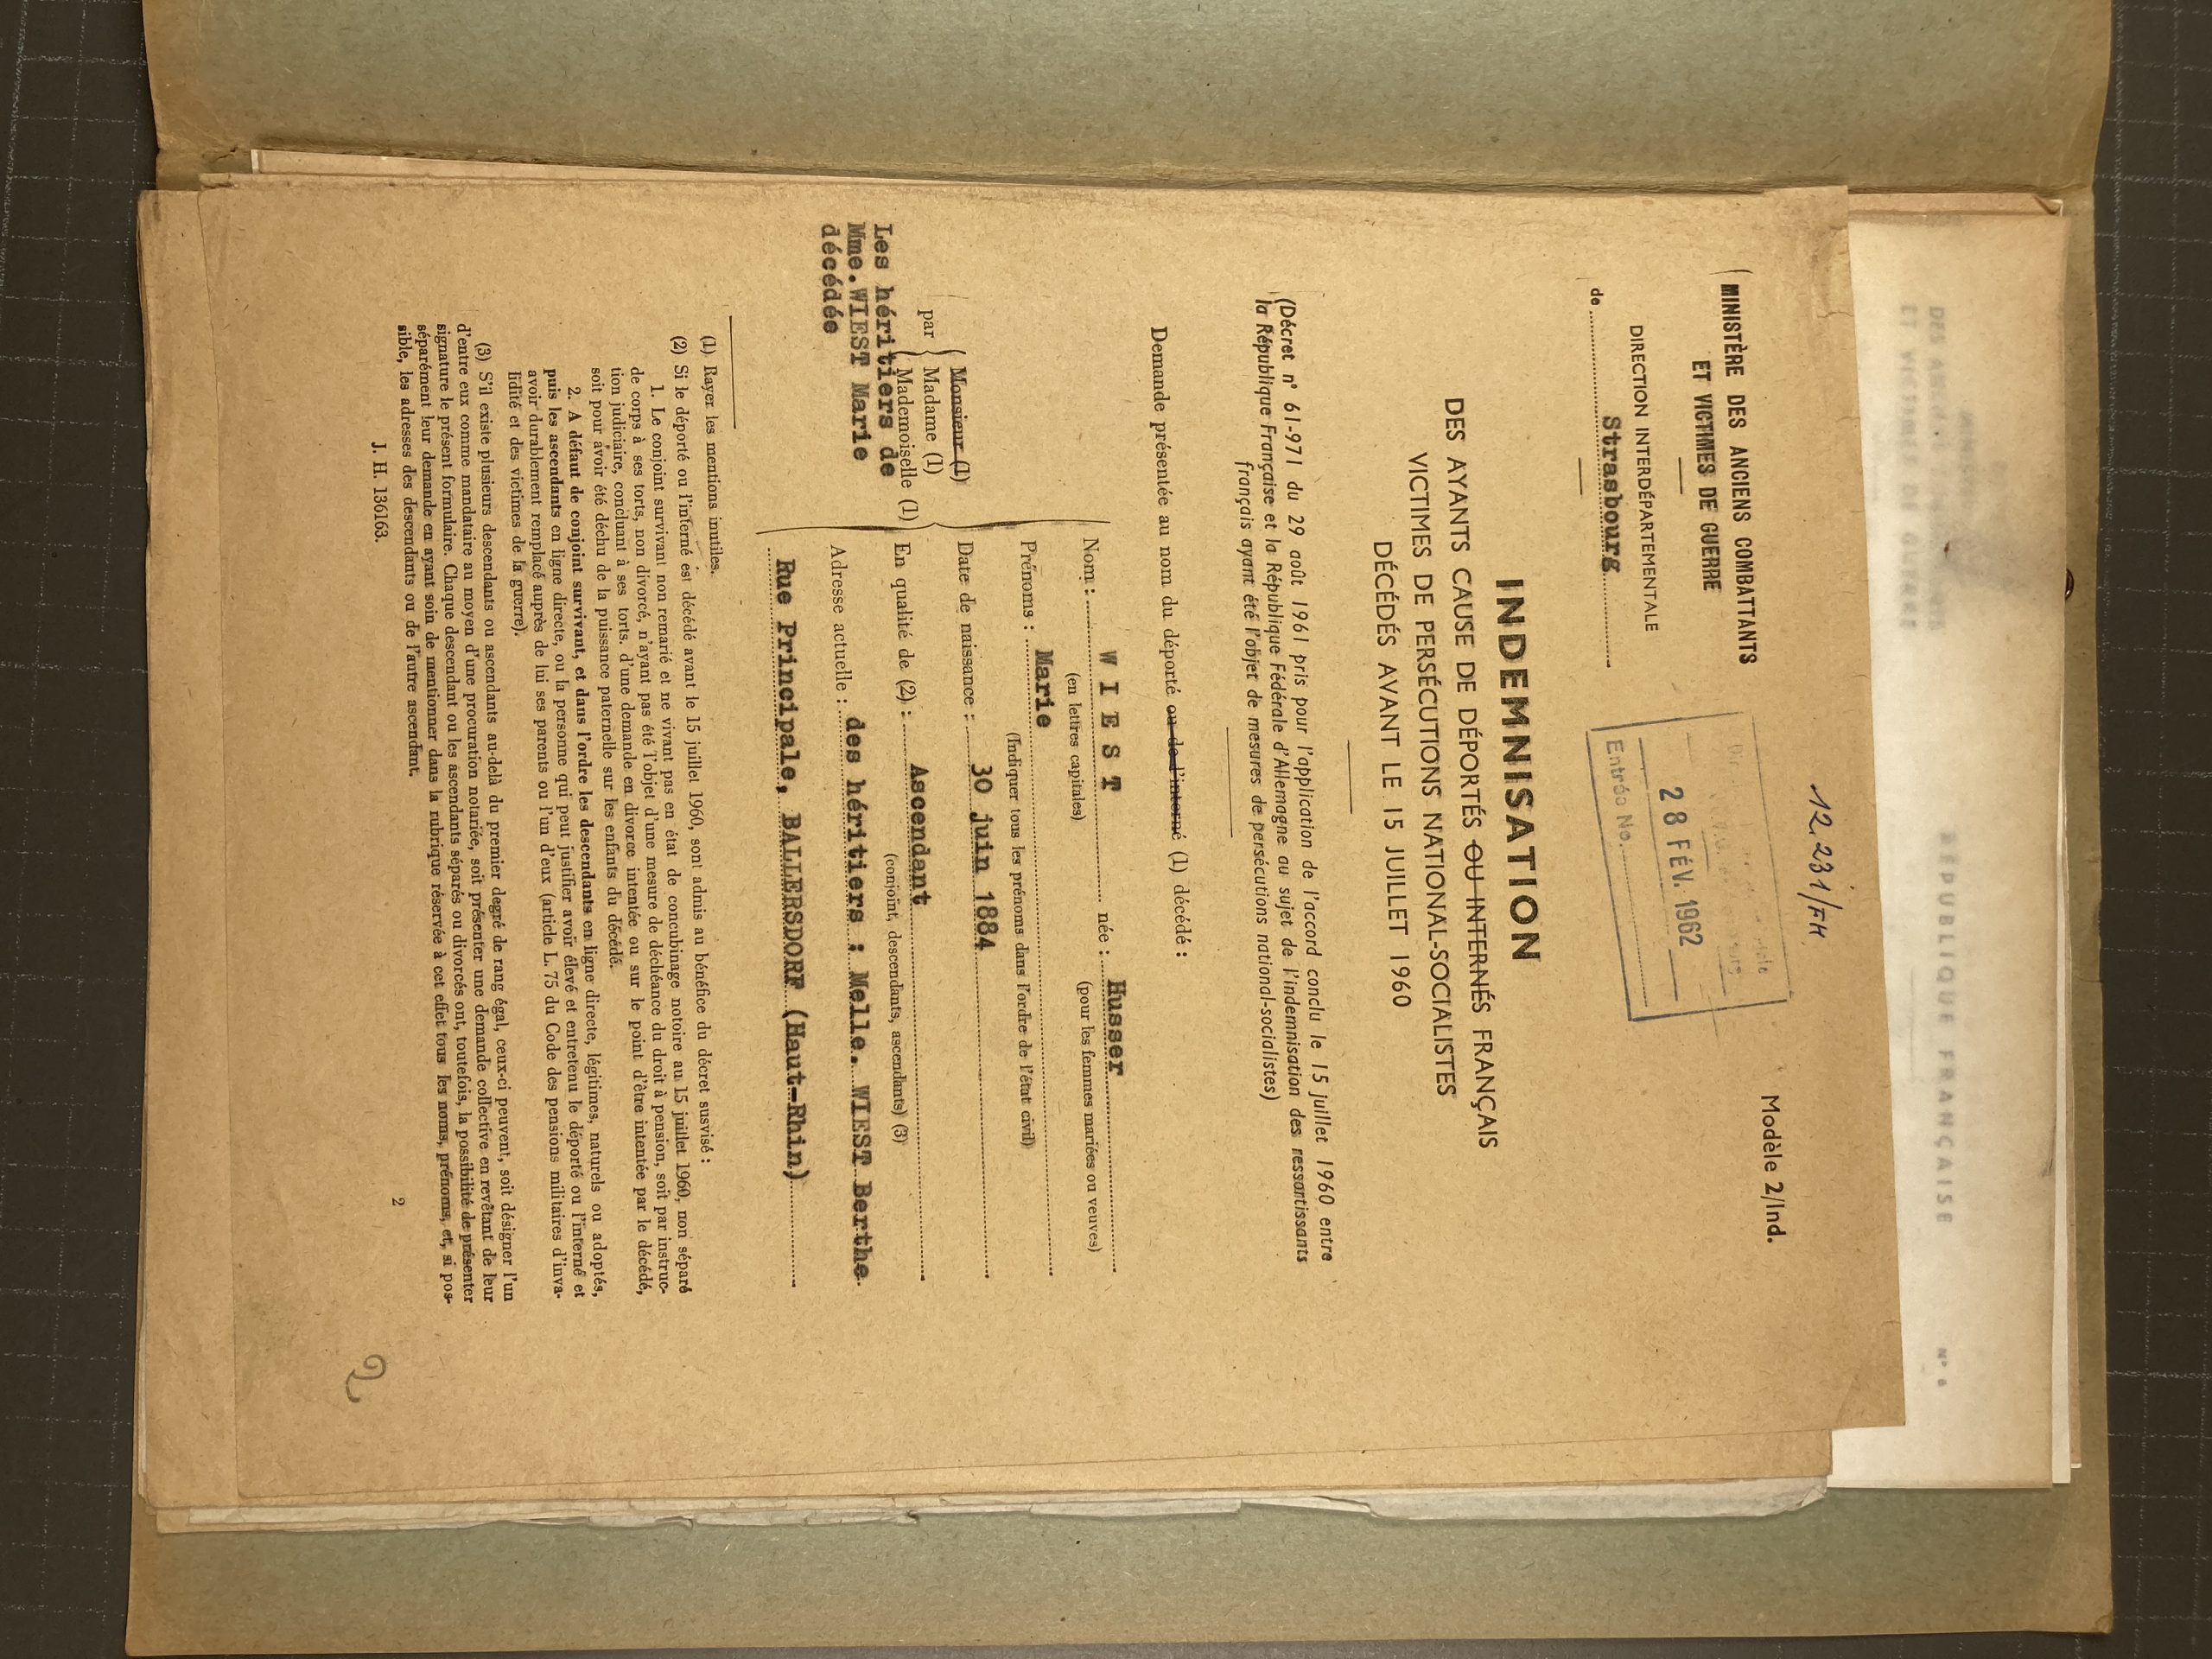 12.231/FH
Modèle 2/Ind.
MINISTÈRE DES ANCIENS COMBATTANTS
ET VICTIMES DE GUERRE
DIRECTION INTERDÉPARTEMENTALE
de Strasbourg
28 FÉV. 1962
Entrée No.
INDEMNISATION
DES AYANTS CAUSE DE DÉPORTÉS OU INTERNÉS FRANÇAIS
VICTIMES DE PERSÉCUTIONS NATIONAL-SOCIALISTES
DÉCÉDÉS AVANT LE 15 JUILLET 1960
(Décret n° 61-971 du 29 août 1961 pris pour l'application de l'accord conclu le 15 juillet 1960 entre
la République Française et la République Fédérale d'Allemagne au sujet de l'indemnisation des ressortissants
français ayant été l'objet de mesures de persécutions national-socialistes)
Demande présentée au nom du déporté ou de l'interné (1) décédé :
Nom : W I E S T née : Husser
(en lettres capitales) (pour les femmes mariées ou veuves)
Prénoms : Marie
(Indiquer tous les prénoms dans l'ordre de l'état civil)
Date de naissance : 30 juin 1884
par
Monsieur (1)
Madame (1)
Mademoiselle (1)
En qualité de (2) : Ascendant
(conjoint, descendants, ascendants) (3)
Les héritiers de
Mme.WIEST Marie
décédée
Adresse actuelle : des héritiers : Melle. WIEST Berthe
Rue Principale, BALLERSDORF (Haut-Rhin)
(1) Rayer les mentions inutiles.
(2) Si le déporté ou l'interné est décédé avant le 15 juillet 1960, sont admis au bénéfice du décret susvisé :
1. Le conjoint survivant non remarié et ne vivant pas en état de concubinage notoire au 15 juillet 1960, non séparé
de corps à ses torts, non divorcé, n'ayant pas été l'objet d'une mesure de déchéance du droit à pension, soit par instruc-
tion judiciaire, concluant à ses torts, d'une demande en divorce intentée ou sur le point d'être intentée par le décédé,
soit pour avoir été déchu de la puissance paternelle sur les enfants du décédé.
2. A défaut de conjoint survivant, et dans l'ordre les descendants en ligne directe, légitimes, naturels ou adoptés,
puis les ascendants en ligne directe, ou la personne qui peut justifier avoir élevé et entretenu le déporté ou l'interné et
avoir durablement remplacé auprès de lui ses parents ou l'un d'eux (article L. 75 du Code des pensions militaires d'inva-
lidité et des victimes de la guerre).
(3) S'il existe plusieurs descendants ou ascendants au-delà du premier degré de rang égal, ceux-ci peuvent, soit désigner l'un
d'entre eux comme mandataire au moyen d'une procuration notariée, soit présenter une demande collective en revêtant de leur
signature le présent formulaire. Chaque descendant ou les ascendants séparés ou divorcés ont, toutefois, la possibilité de présenter
séparément leur demande en ayant soin de mentionner dans la rubrique réservée à cet effet tous les noms, prénoms, et, si pos-
sible, les adresses des descendants ou de l'autre ascendant.
J. H. 136163.
2
2
RÉPUBLIQUE FRANÇAISE
ET VICTIMES DE GUERRE